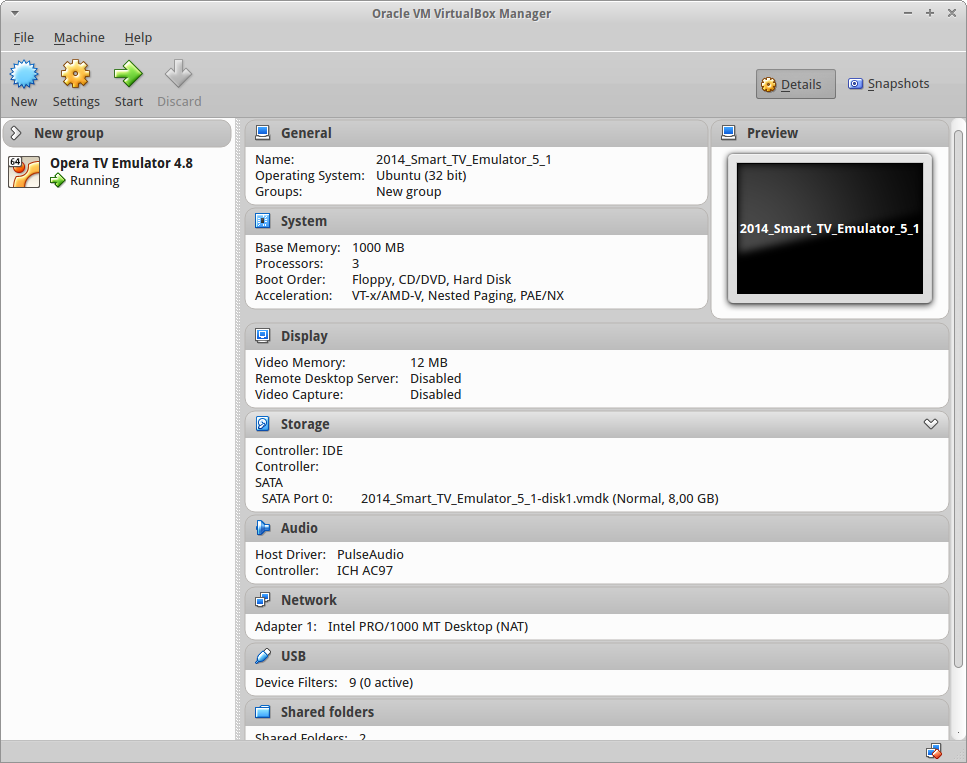 Oracle VM VirtualBox Manager
File Machine Help
New Settings Start Discard Details Snapshots
New group
64
Opera TV Emulator 4.8
Running
General
Name: 2014_Smart_TV_Emulator_5_1
Operating System: Ubuntu (32 bit)
Groups: New group
Preview
2014_Smart_TV_Emulator_5_1
System
Base Memory: 1000 MB
Processors: 3
Boot Order: Floppy, CD/DVD, Hard Disk
Acceleration: VT-x/AMD-V, Nested Paging, PAE/NX
Display
Video Memory: 12 MB
Remote Desktop Server: Disabled
Video Capture: Disabled
Storage
Controller: IDE
Controller:
SATA
SATA Port 0: 2014_Smart_TV_Emulator_5_1-disk1.vmdk (Normal, 8,00 GB)
Audio
Host Driver: PulseAudio
Controller: ICH AC97
Network
Adapter 1: Intel PRO/1000 MT Desktop (NAT)
USB
Device Filters: 9 (0 active)
Shared folders
Shared Folders: 2